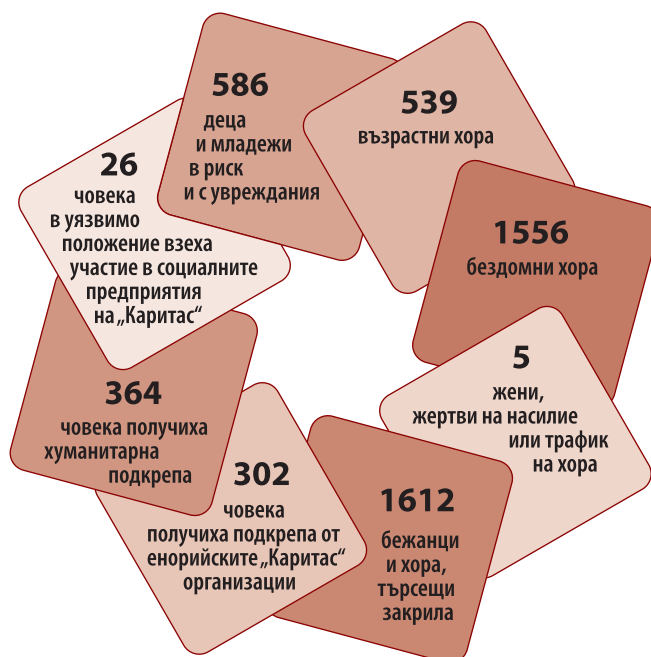 586
деца
и младежи
в риск
и с увреждания
539
възрастни хора
1556
бездомни хора
5
жени,
жертви на насилие
или трафик
на хора
1612
бежанци
и хора,
търсещи
закрила
302
човека
получиха подкрепа от
енорийските „Каритас“
организации
364
човека получиха
хуманитарна
подкрепа
26
човека
в уязвимо
положение взеха
участие в социалните
предприятия
на „Каритас“